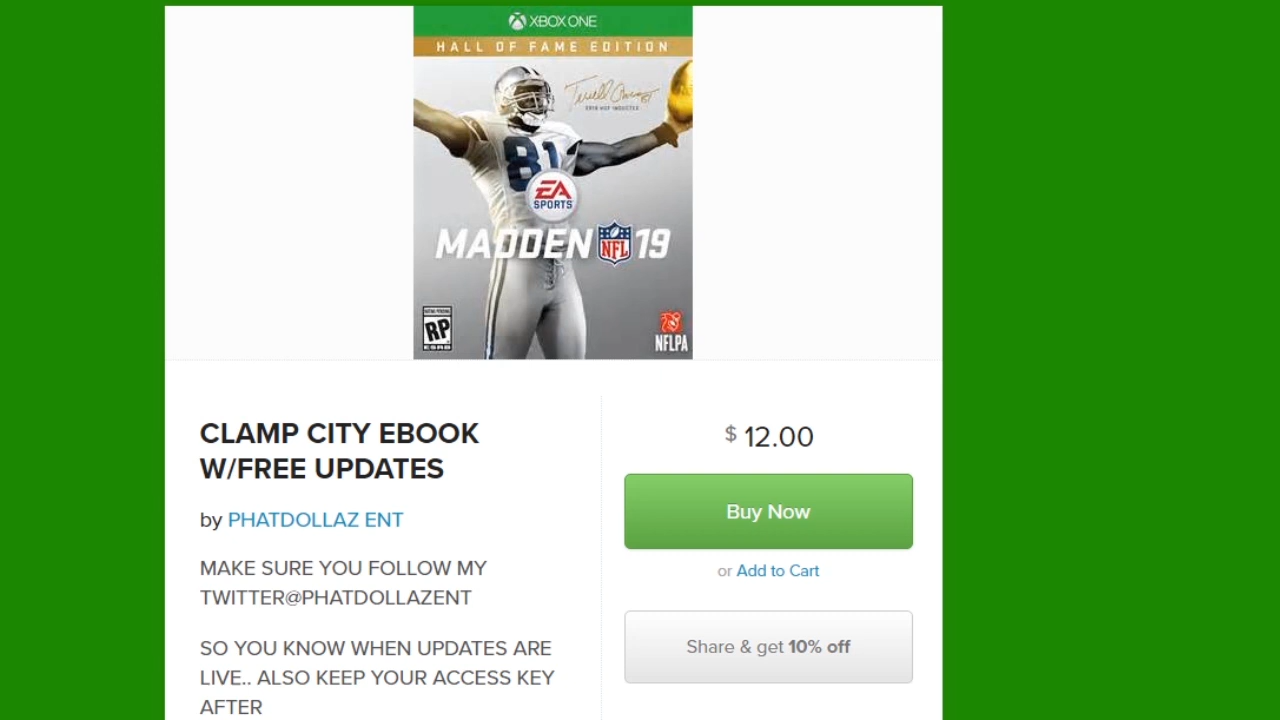 XBOX ONE
HALL OF FAME EDITION
81
EA
SPORTS
MADDEN NFL 19
RP
ESRB
NFLPA
CLAMP CITY EBOOK
W/FREE UPDATES
by PHATDOLLAZ ENT
MAKE SURE YOU FOLLOW MY
TWITTER@PHATDOLLAZENT
SO YOU KNOW WHEN UPDATES ARE
LIVE.. ALSO KEEP YOUR ACCESS KEY
AFTER
$ 12.00
Buy Now
or Add to Cart
Share & get 10% off